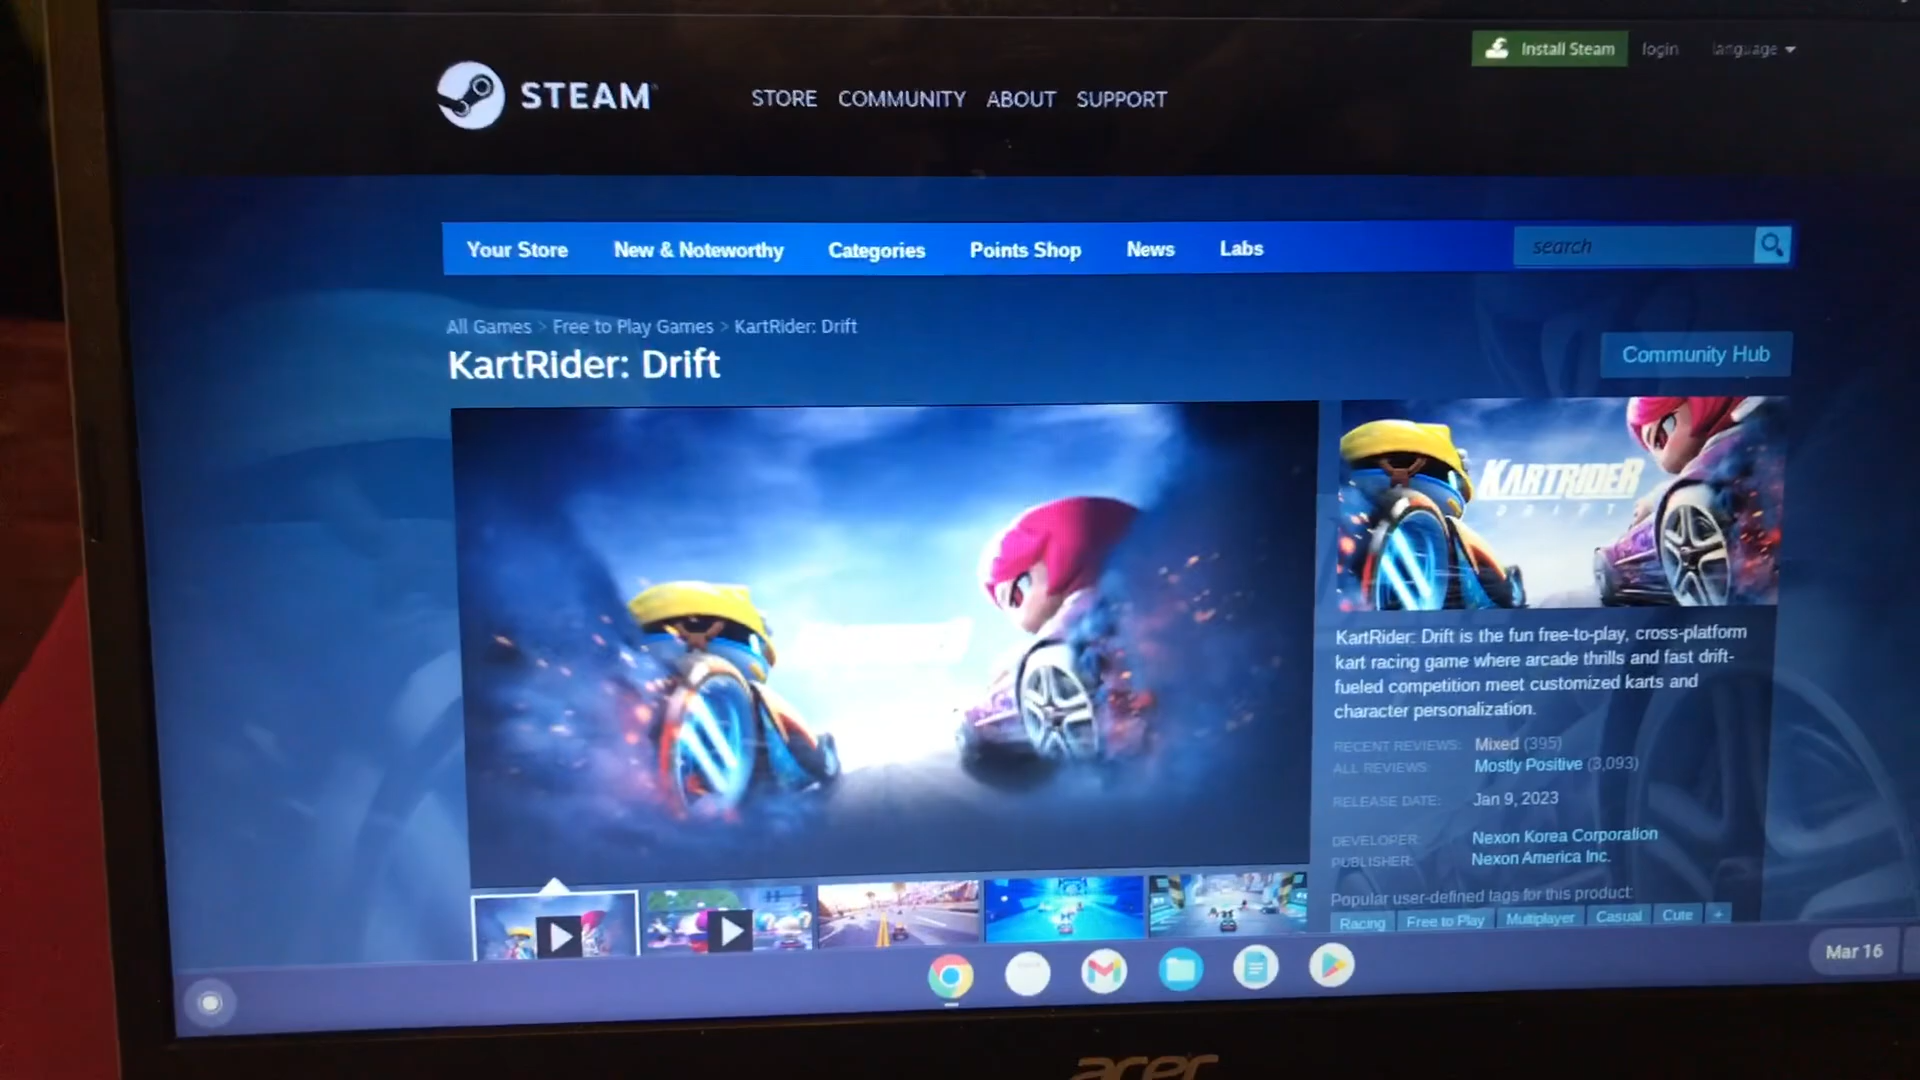 Install Steam login language
STEAM
STORE COMMUNITY ABOUT SUPPORT
Your Store New & Noteworthy Categories Points Shop News Labs search
All Games > Free to Play Games > KartRider: Drift
KartRider: Drift
Community Hub
KARTRIDER
DRIFT
KartRider: Drift is the fun free-to-play, cross-platform
kart racing game where arcade thrills and fast drift-
fueled competition meet customized karts and
character personalization.
RECENT REVIEWS: Mixed (395)
ALL REVIEWS: Mostly Positive (3,093)
RELEASE DATE: Jan 9, 2023
DEVELOPER: Nexon Korea Corporation
PUBLISHER: Nexon America Inc.
Popular user-defined tags for this product:
Racing Free to Play Multiplayer Casual Cute +
Mar 16
acer